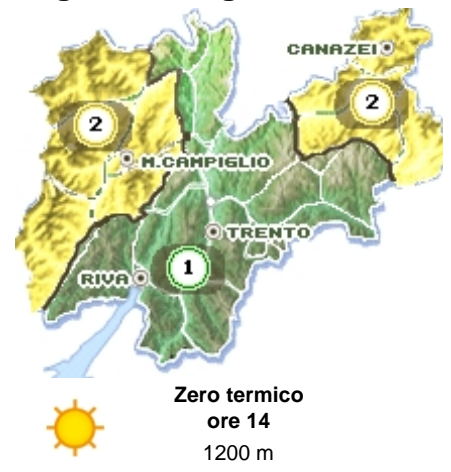 CANAZEI
2
2
M.CAMPIGLIO
TRENTO
1
RIVA
Zero termico
ore 14
1200 m